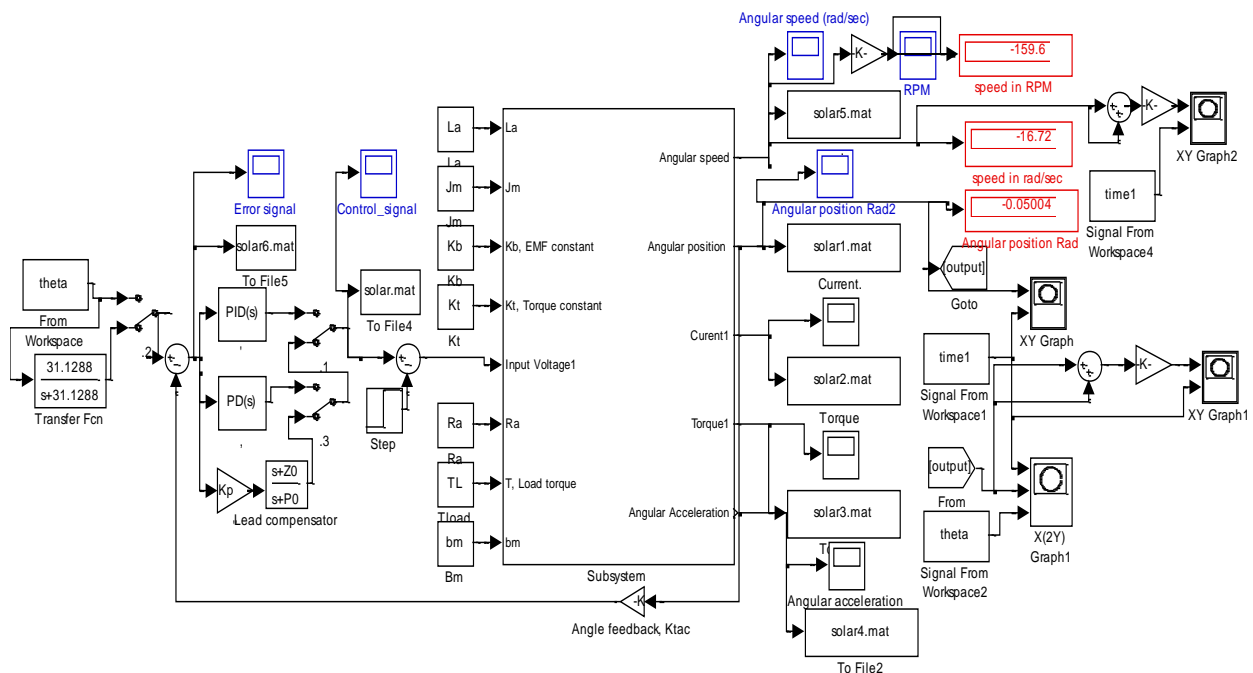 Angular speed (rad/sec)
-K-
RPM
-159.6
speed in RPM
solar5.mat
-K-
XY Graph2
La
La
La
Angular speed
-16.72
speed in rad/sec
time1
Signal From
Workspace4
Error signal
Control_signal
Jm
Jm
Jm
Angular position Rad2
-0.05004
Angular position Rad
solar6.mat
To File5
Kb
Kb
Kb, EMF constant
Angular position
solar1.mat
Current.
[output]
Goto
theta
From
Workspace
solar.mat
To File4
Kt
Kt
Kt, Torque constant
XY Graph
PID(s)
,
.2
31.1288
s+31.1288
Transfer Fcn
.1
Input Voltage1
Curent1
solar2.mat
Torque
time1
Signal From
Workspace1
-K-
XY Graph1
PD(s)
,
Step
Ra
Ra
Ra
Torque1
.3
Kp
s+Z0
s+P0
Lead compensator
TL
Tload
T, Load torque
Angular Acceleration
solar3.mat
[output]
From
X(2Y)
Graph1
theta
Signal From
Workspace2
bm
Bm
bm
Subsystem
Angular acceleration
-K
Angle feedback, Ktac
solar4.mat
To File2